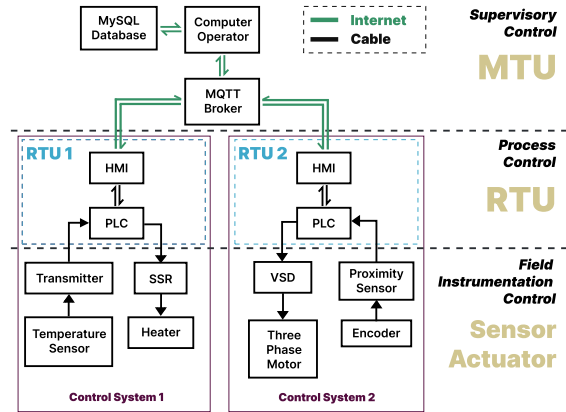 MySQL
Database
Computer
Operator
Internet
Cable
Supervisory
Control
MTU
MQTT
Broker
RTU 1
HMI
PLC
RTU 2
HMI
PLC
Process
Control
RTU
Transmitter
SSR
Temperature
Sensor
Heater
Control System 1
VSD
Proximity
Sensor
Three
Phase
Motor
Encoder
Control System 2
Field
Instrumentation
Control
Sensor
Actuator